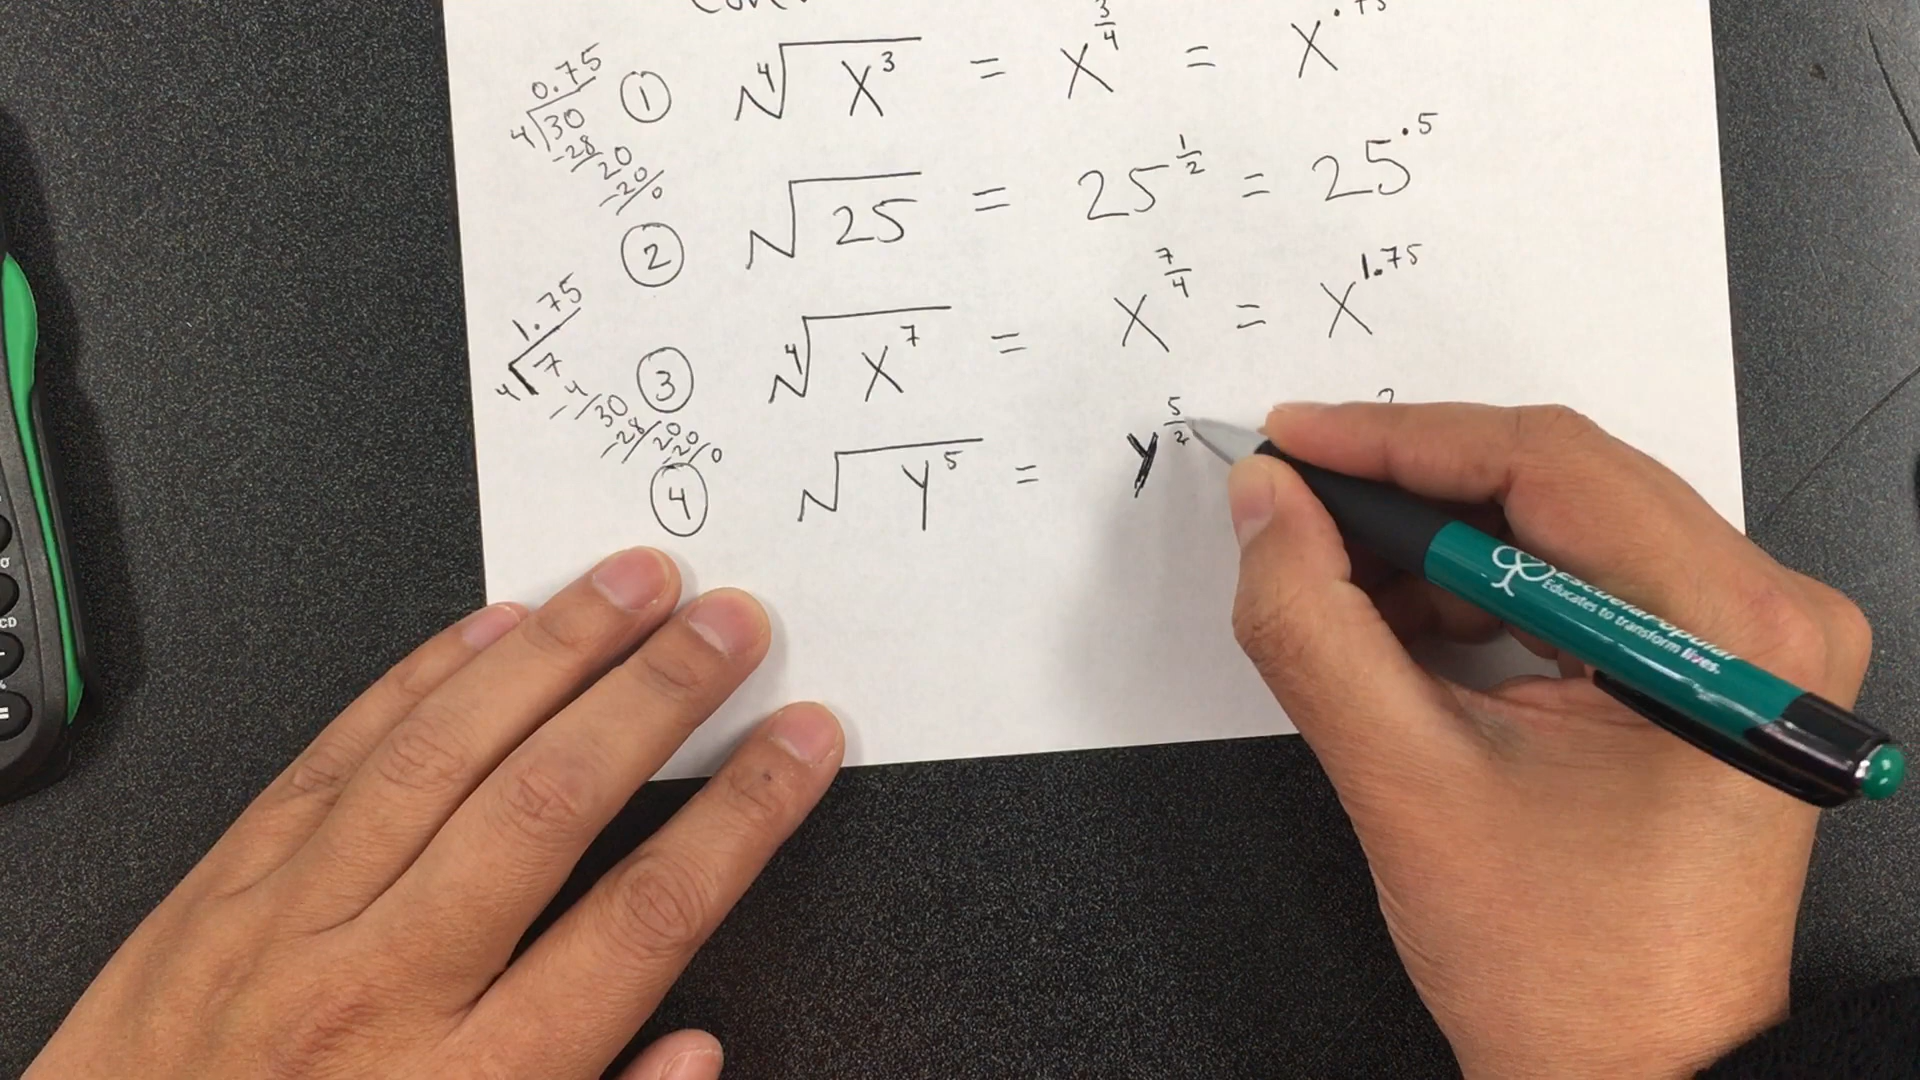 ① ∜x³ = x^(3/4) = x^.75
② √25 = 25^(1/2) = 25^.5
③ ∜x⁷ = x^(7/4) = x^1.75
④ √y⁵ = y^(5/2)
0.75
4 30
-28
20
-20
0
1.75
4 7
-4
30
-28
20
20
0
Educates to transform lives.
CD
σ
%
=